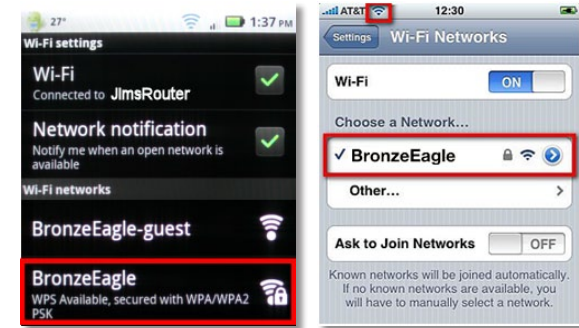 27°
1:37 PM
Wi-Fi settings
Wi-Fi
Connected to JimsRouter
Network notification
Notify me when an open network is
available
Wi-Fi networks
BronzeEagle-guest
BronzeEagle
WPS Available, secured with WPA/WPA2
PSK
AT&T
12:30
Settings
Wi-Fi Networks
Wi-Fi
ON
Choose a Network...
BronzeEagle
Other...
Ask to Join Networks
OFF
Known networks will be joined automatically.
If no known networks are available, you
will have to manually select a network.